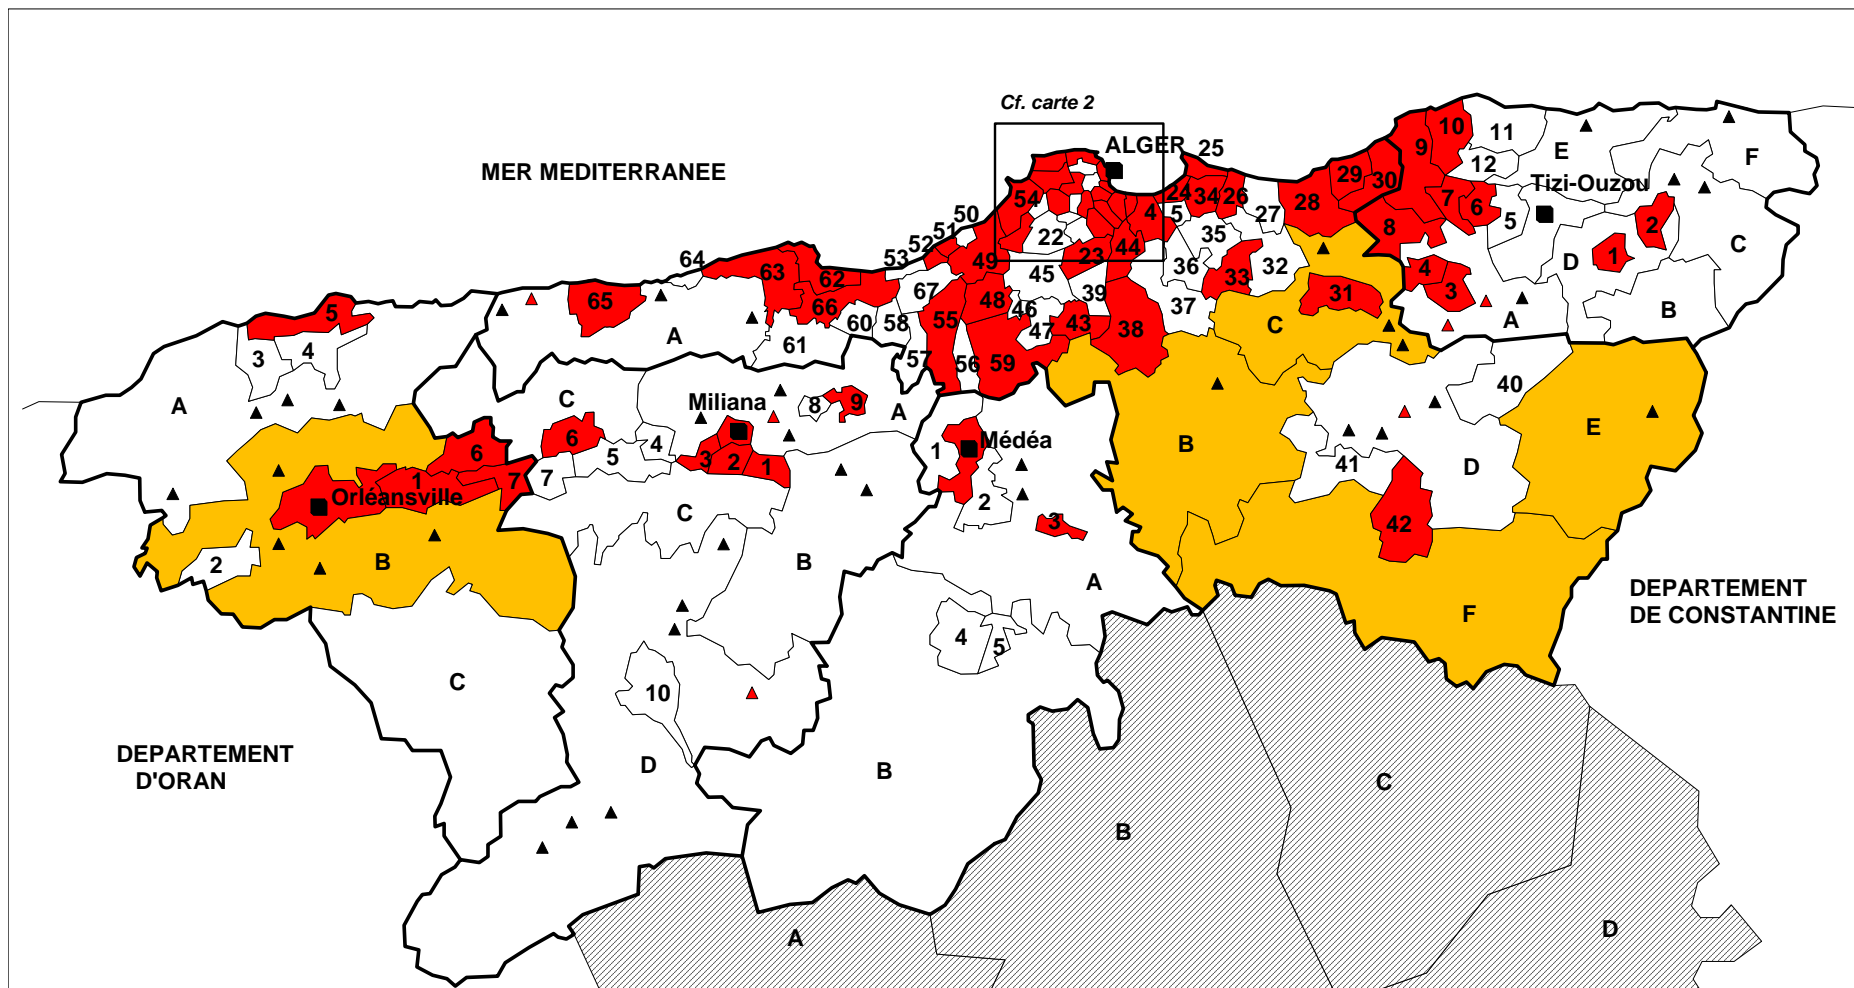 Cf. carte 2
ALGER
25
MER MEDITERRANEE
10
11
9
12
E
F
Tizi-Ouzou
29
30
28
24
34
26
27
54
4
5
7
6
5
2
8
50
51
52
53
22
35
23
44
49
45
36
33
32
C
D
1
64
63
62
65
66
67
48
46
47
39
43
38
37
31
4
3
A
B
5
3
4
A
60
58
61
55
57
56
59
C
40
A
C
Miliana
8
9
A
E
6
6
5
4
3
2
1
1
Médéa
B
41
D
7
7
1
Orléansville
2
3
42
C
2
B
B
A
DEPARTEMENT
DE CONSTANTINE
F
4
5
C
10
DEPARTEMENT
D'ORAN
D
B
C
B
A
D